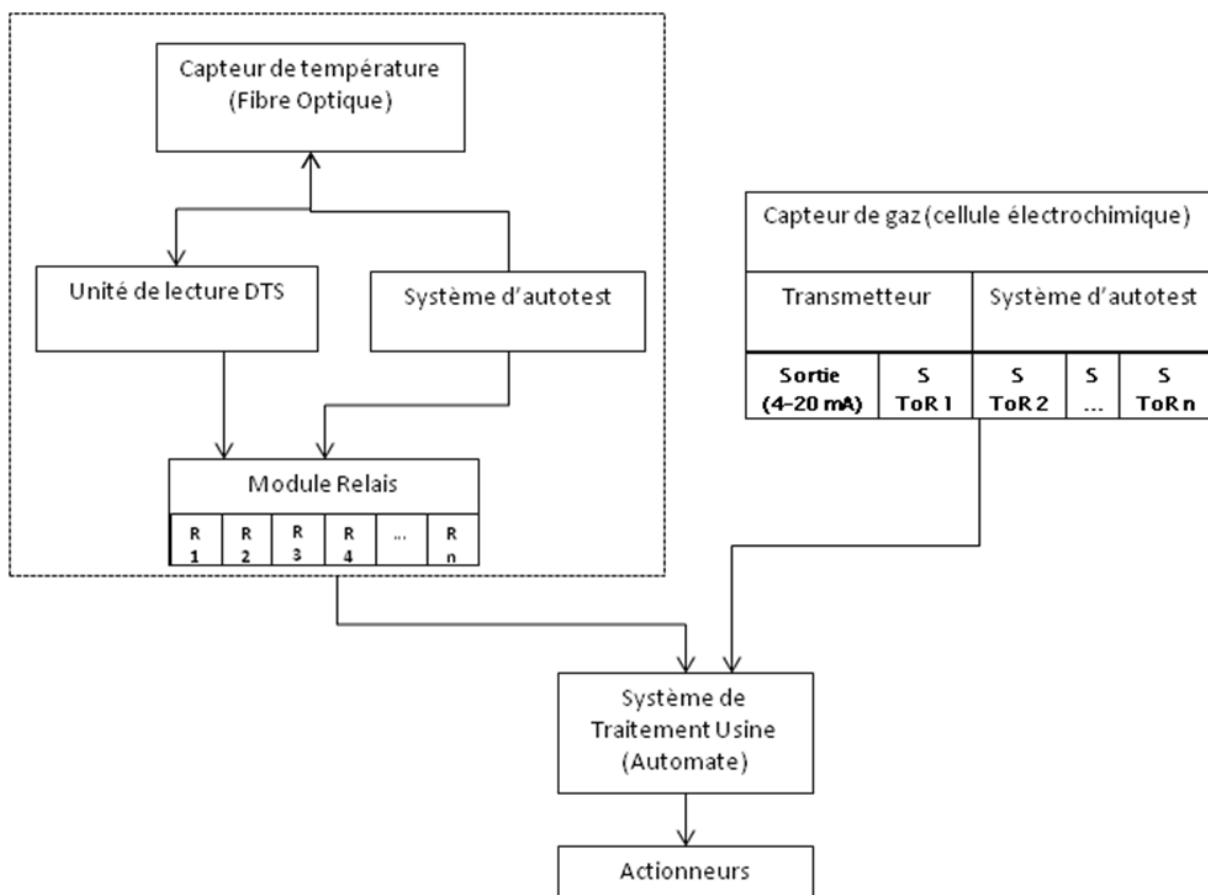 Capteur de température
(Fibre Optique)
Unité de lecture DTS
Système d'autotest
Module Relais
R R R R ... R
1 2 3 4 n
Capteur de gaz (cellule électrochimique)
Transmetteur
Système d'autotest
Sortie S S S S
(4-20 mA) ToR 1 ToR 2 ... ToR n
Système de
Traitement Usine
(Automate)
Actionneurs